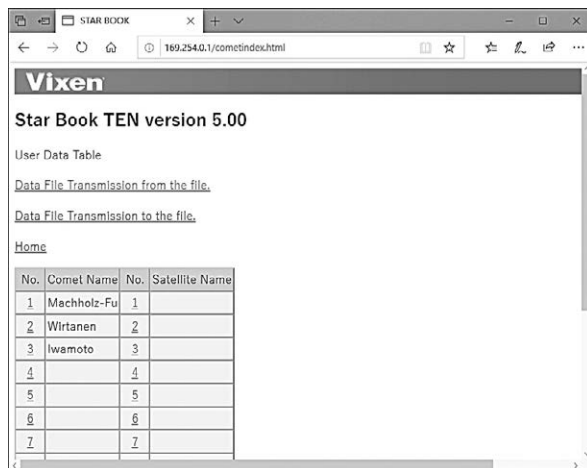 STAR BOOK
169.254.0.1/cometindex.html
Vixen
Star Book TEN version 5.00
User Data Table
Data File Transmission from the file.
Data File Transmission to the file.
Home
No. Comet Name No. Satellite Name
1 Machholz-Fu 1
2 Wirtanen 2
3 Iwamoto 3
4 4
5 5
6 6
7 7